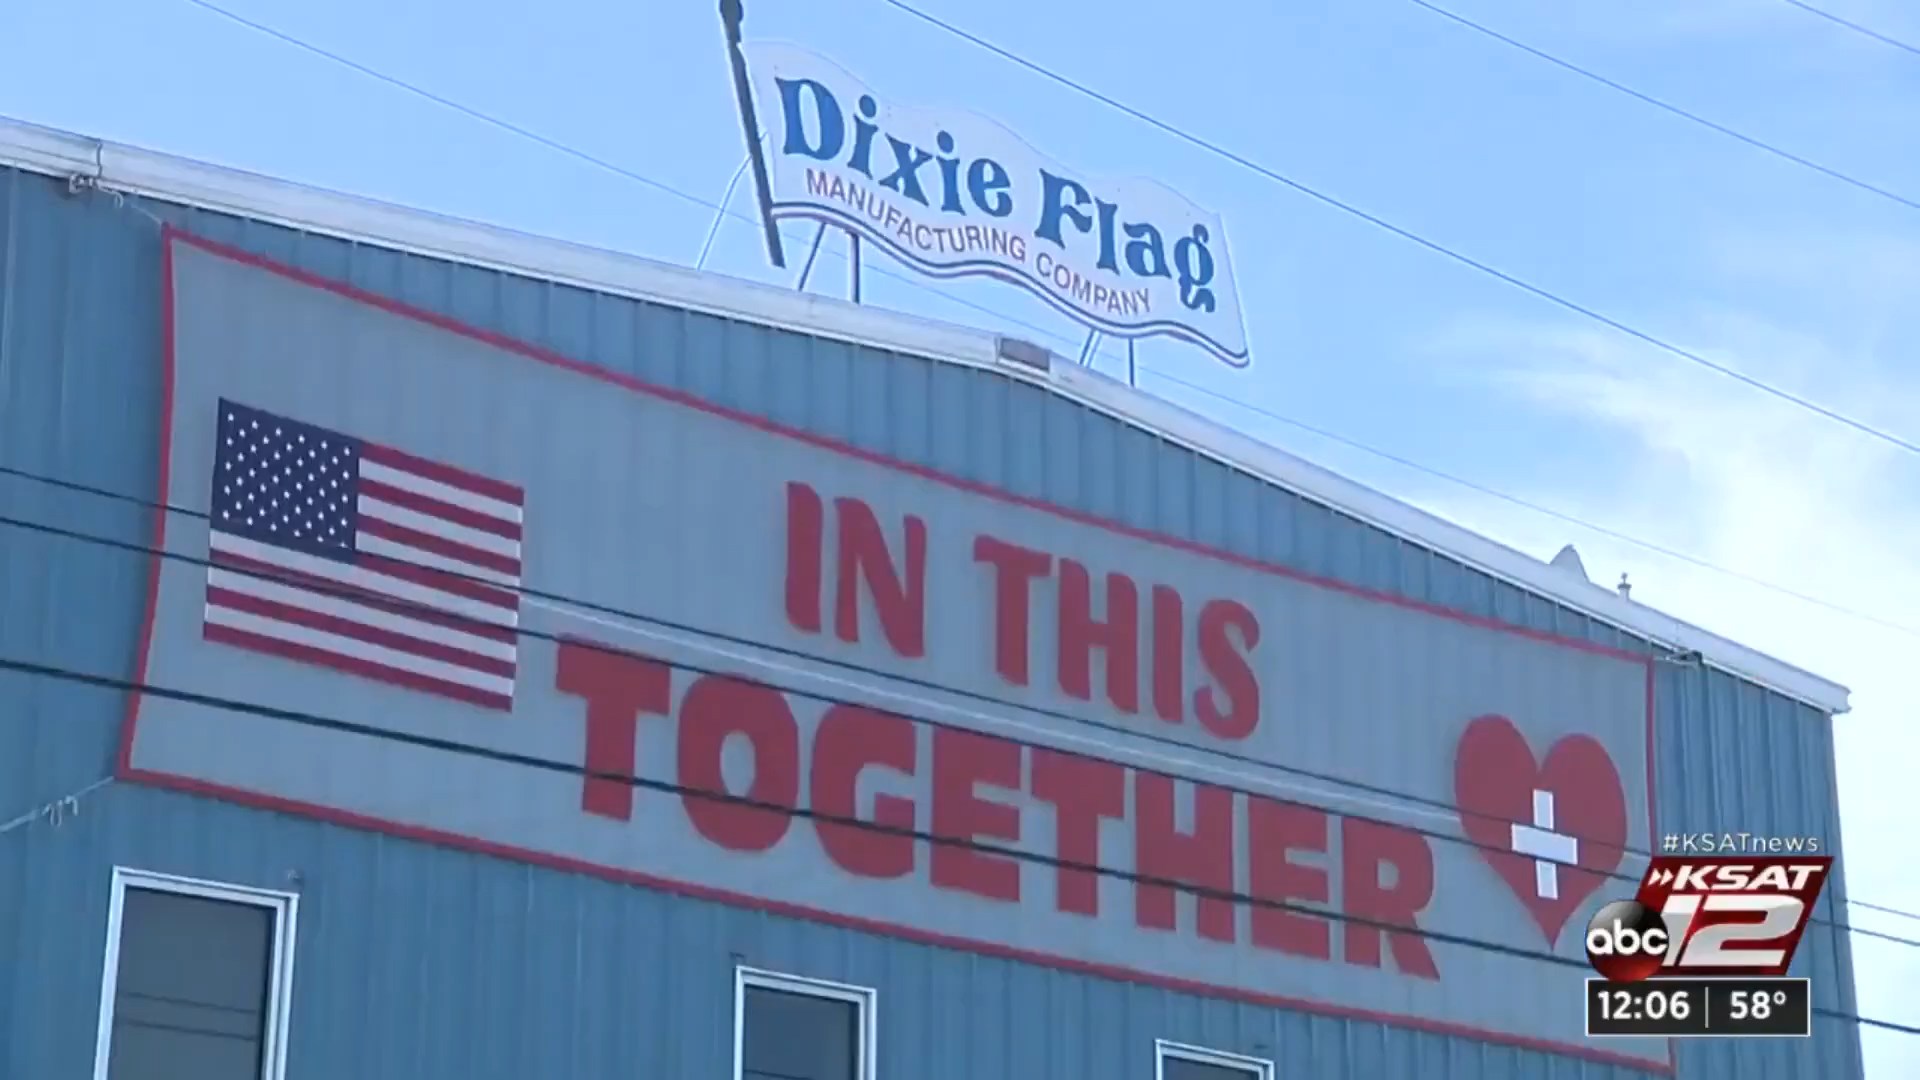 Dixie Flag
MANUFACTURING COMPANY
IN THIS
TOGETHER
#KSATnews
KSAT
abc 12
12:06 58°